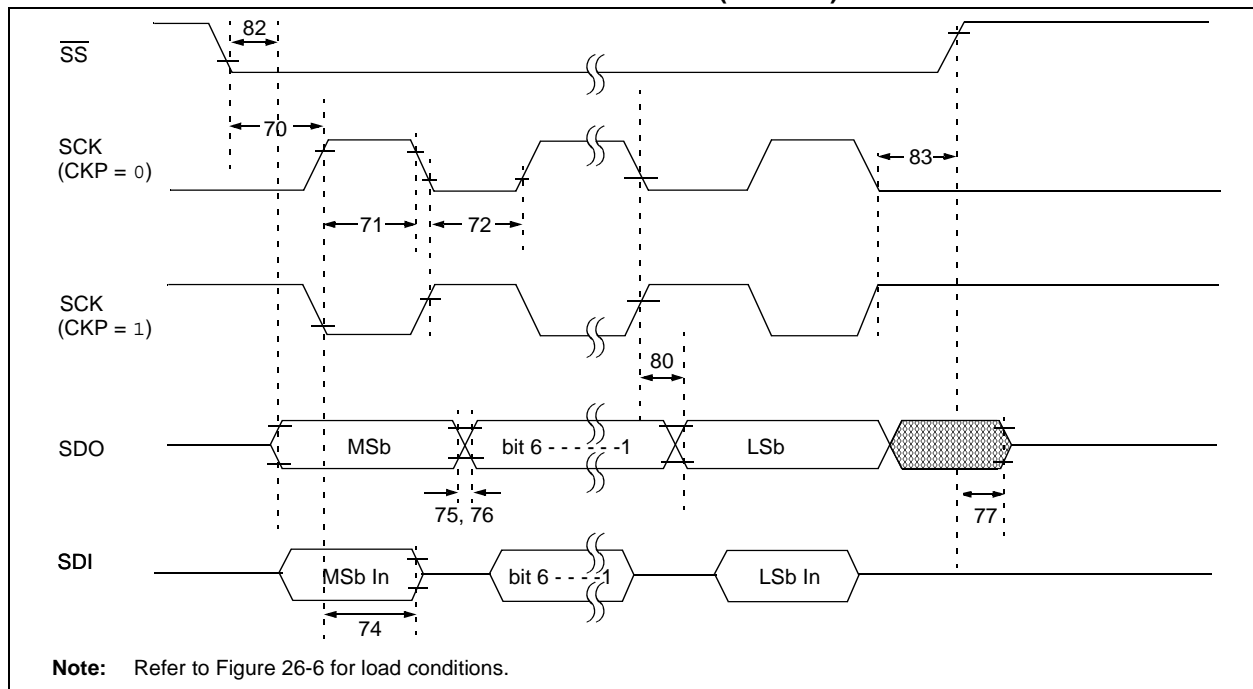 82
SS
70
SCK
(CKP = 0)
83
71
72
SCK
(CKP = 1)
80
SDO
MSb
bit 6 - - - - - -1
LSb
75, 76
77
SDI
MSb In
bit 6 - - - -1
LSb In
74
Note: Refer to Figure 26-6 for load conditions.